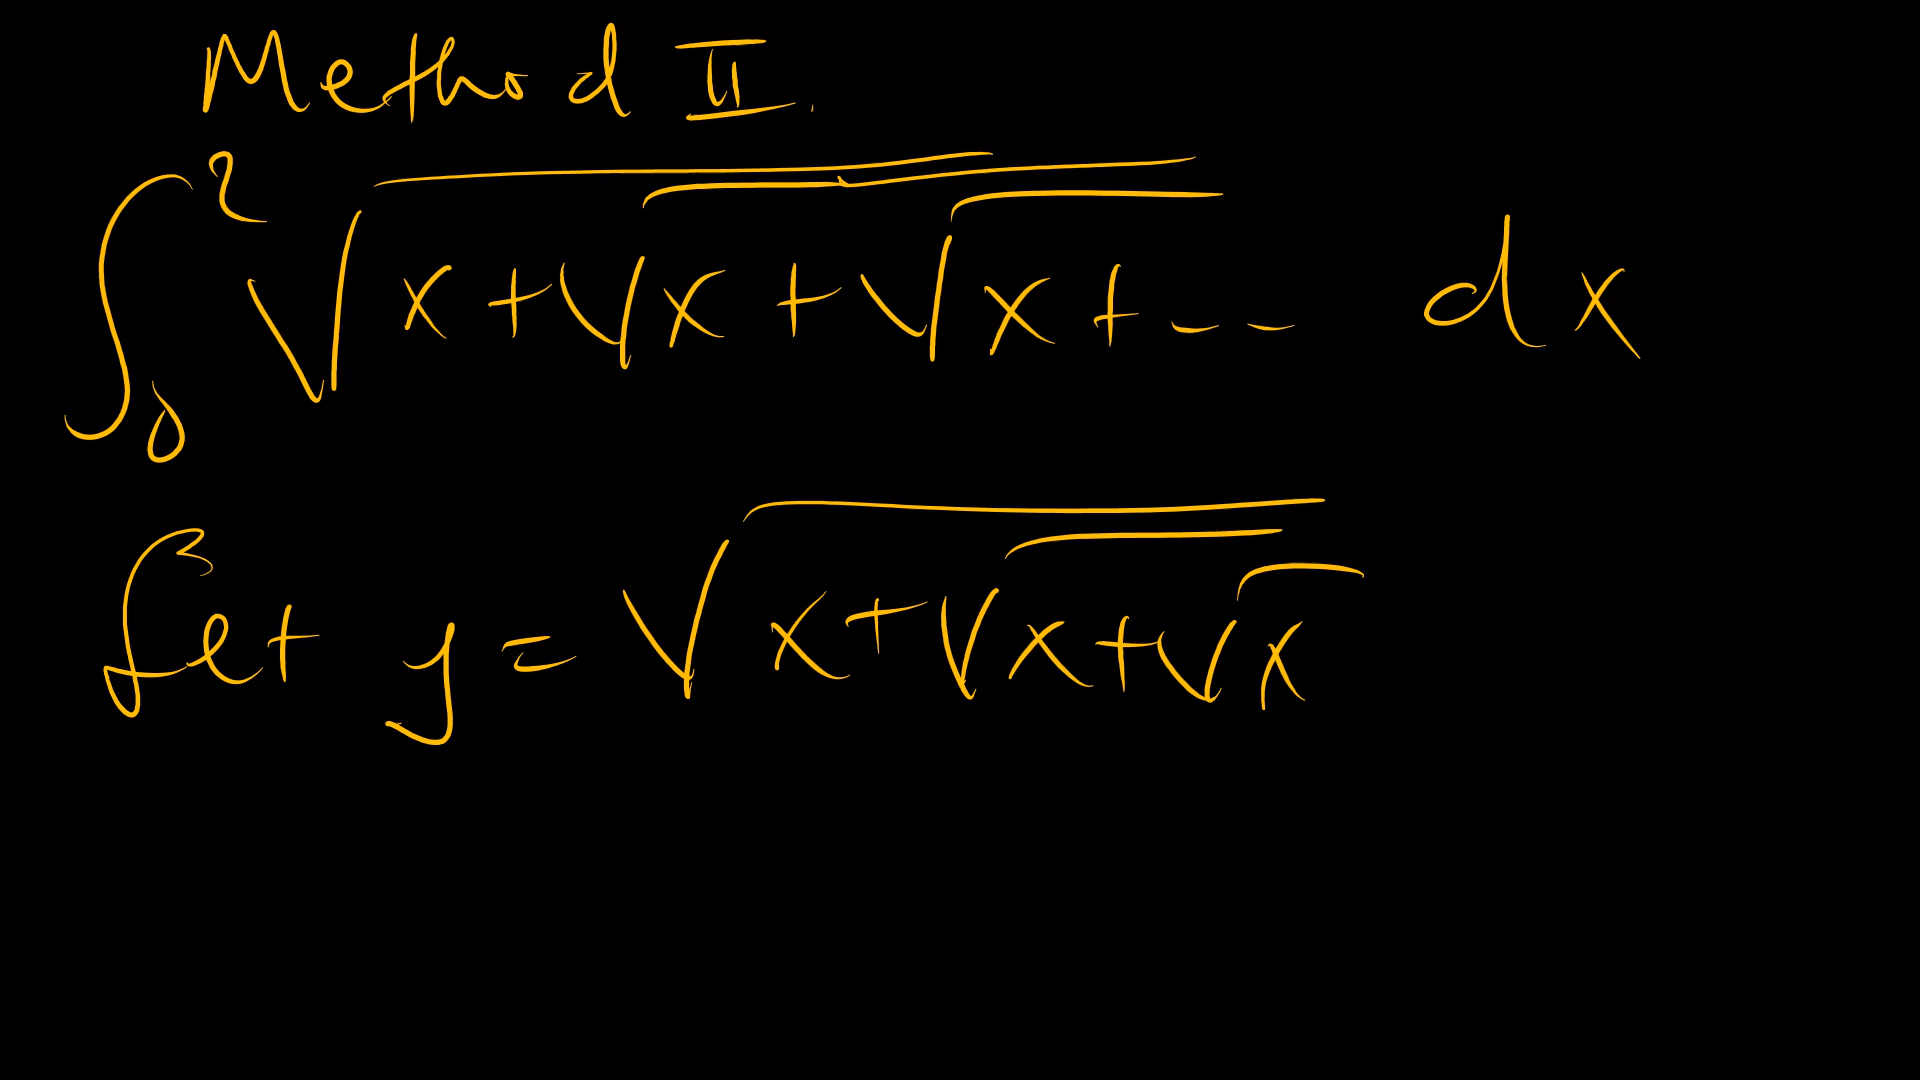 Method II.
∫₀² √(x+√(x+√(x+-- dx
Let y = √(x+√(x+√x